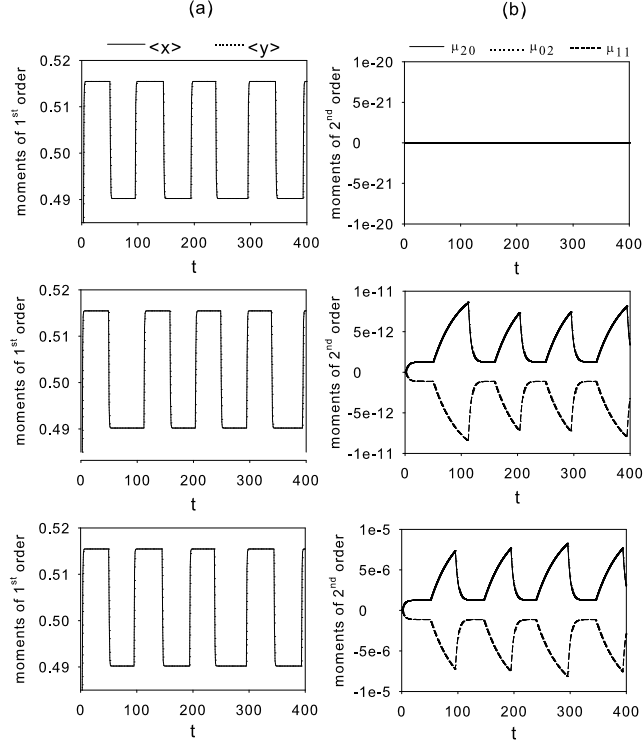 (a) (b)
<x> <y> μ20 μ02 μ11
moments of 1st order
0.52
0.51
0.50
0.49
0 100 200 300 400
t
moments of 2nd order
1e-20
5e-21
0
-5e-21
-1e-20
0 100 200 300 400
t
moments of 1st order
0.52
0.51
0.50
0.49
0 100 200 300 400
t
moments of 2nd order
1e-11
5e-12
0
-5e-12
-1e-11
0 100 200 300 400
t
moments of 1st order
0.52
0.51
0.50
0.49
0 100 200 300 400
t
moments of 2nd order
1e-5
5e-6
0
-5e-6
-1e-5
0 100 200 300 400
t